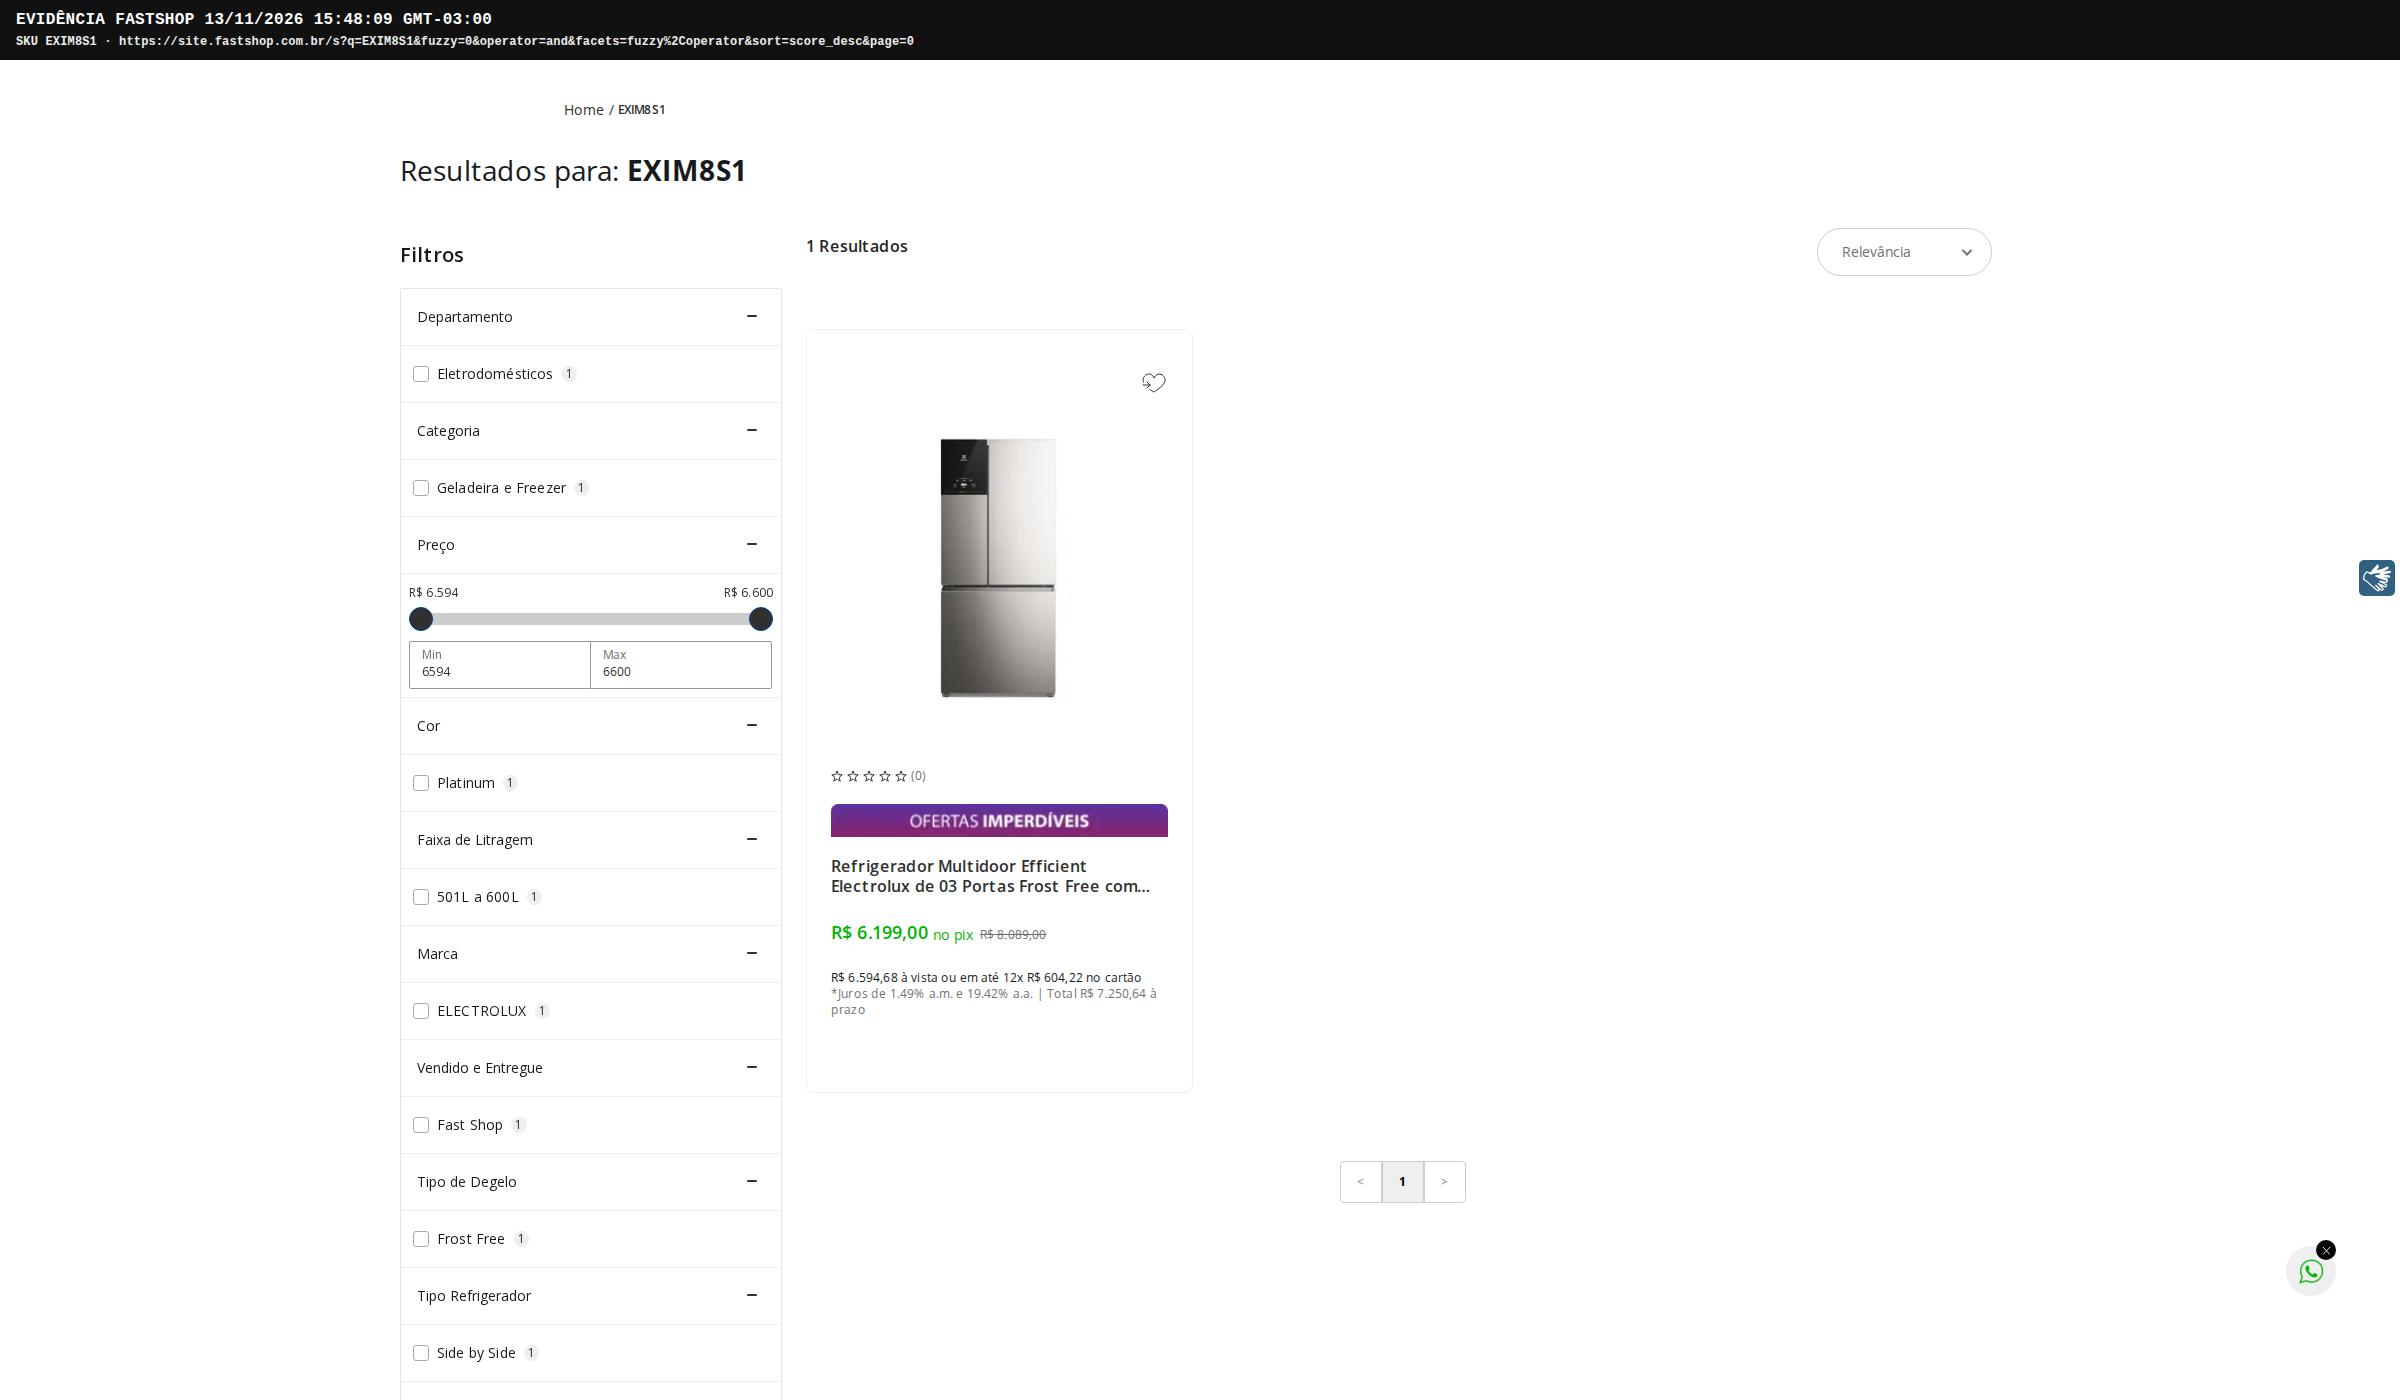 EVIDÊNCIA FASTSHOP 13/11/2026 15:48:09 GMT-03:00
SKU EXIM8S1 · https://site.fastshop.com.br/s?q=EXIM8S1&fuzzy=0&operator=and&facets=fuzzy%2Coperator&sort=score_desc&page=0
Home / EXIM8S1
Resultados para: EXIM8S1
Filtros
Departamento
Eletrodomésticos 1
Categoria
Geladeira e Freezer 1
Preço
R$ 6.594 R$ 6.600
Min Max
6594 6600
Cor
Platinum 1
Faixa de Litragem
501L a 600L 1
Marca
ELECTROLUX 1
Vendido e Entregue
Fast Shop 1
Tipo de Degelo
Frost Free 1
Tipo Refrigerador
Side by Side 1
1 Resultados
Relevância
(0)
OFERTAS IMPERDÍVEIS
Refrigerador Multidoor Efficient
Electrolux de 03 Portas Frost Free com...
R$ 6.199,00 no pix R$ 8.089,00
R$ 6.594,68 à vista ou em até 12x R$ 604,22 no cartão
*Juros de 1.49% a.m. e 19.42% a.a. | Total R$ 7.250,64 à
prazo
< 1 >